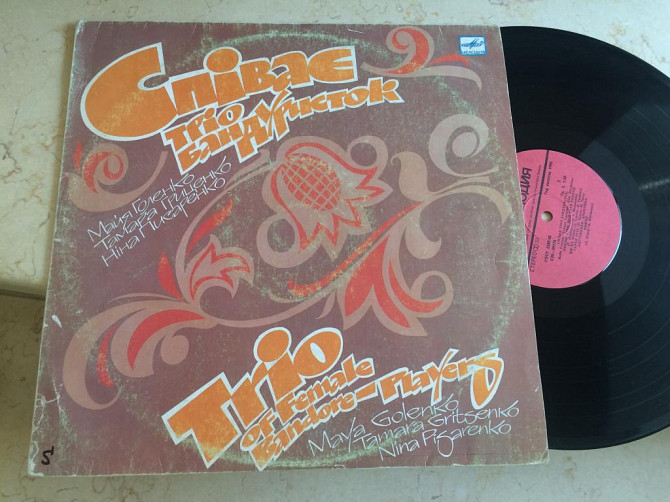 Співає
тріо
бандуристок
Майя Голенко
Тамара Гриценко
Ніна Писаренко
Trio
of Female
Bandore-Players
Maya Golenko
Tamara Gritsenko
Nina Pisarenko
S